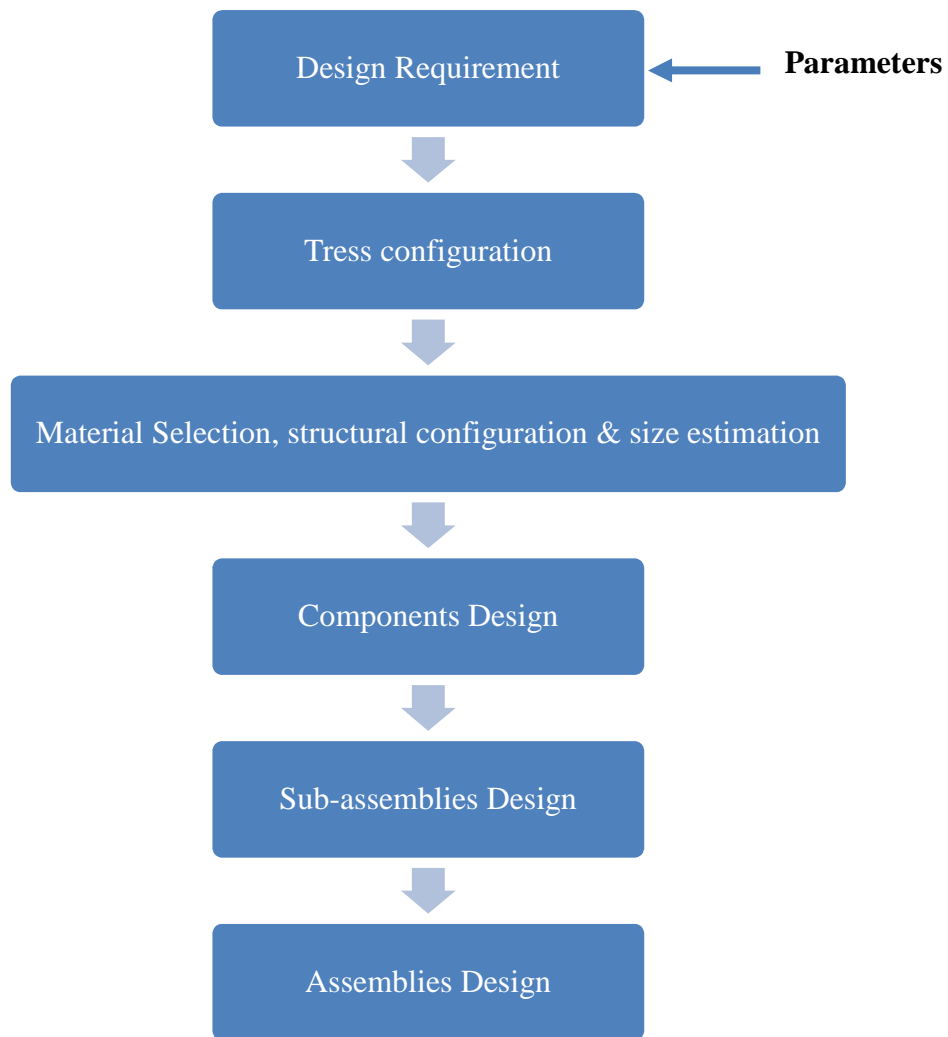 Design Requirement
Parameters
Tress configuration
Material Selection, structural configuration & size estimation
Components Design
Sub-assemblies Design
Assemblies Design